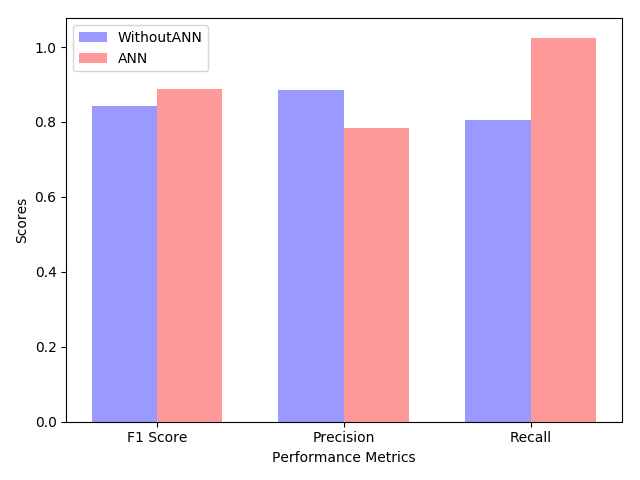 WithoutANN
ANN
1.0
0.8
0.6
0.4
0.2
0.0
Scores
F1 Score
Precision
Recall
Performance Metrics